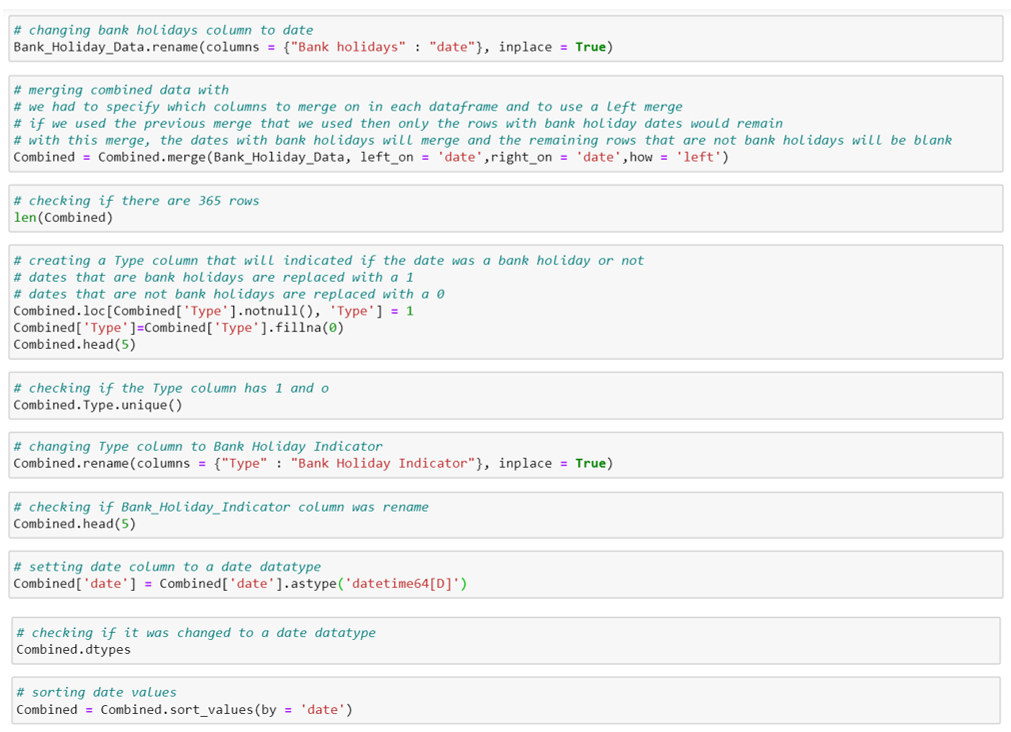 # changing bank holidays column to date
Bank_Holiday_Data.rename(columns = {"Bank holidays" : "date"}, inplace = True)
# merging combined data with
# we had to specify which columns to merge on in each dataframe and to use a left merge
# if we used the previous merge that we used then only the rows with bank holiday dates would remain
# with this merge, the dates with bank holidays will merge and the remaining rows that are not bank holidays will be blank
Combined = Combined.merge(Bank_Holiday_Data, left_on = 'date',right_on = 'date',how = 'left')
# checking if there are 365 rows
len(Combined)
# creating a Type column that will indicated if the date was a bank holiday or not
# dates that are bank holidays are replaced with a 1
# dates that are not bank holidays are replaced with a 0
Combined.loc[Combined['Type'].notnull(), 'Type'] = 1
Combined['Type']=Combined['Type'].fillna(0)
Combined.head(5)
# checking if the Type column has 1 and o
Combined.Type.unique()
# changing Type column to Bank Holiday Indicator
Combined.rename(columns = {"Type" : "Bank Holiday Indicator"}, inplace = True)
# checking if Bank_Holiday_Indicator column was rename
Combined.head(5)
# setting date column to a date datatype
Combined['date'] = Combined['date'].astype('datetime64[D]')
# checking if it was changed to a date datatype
Combined.dtypes
# sorting date values
Combined = Combined.sort_values(by = 'date')